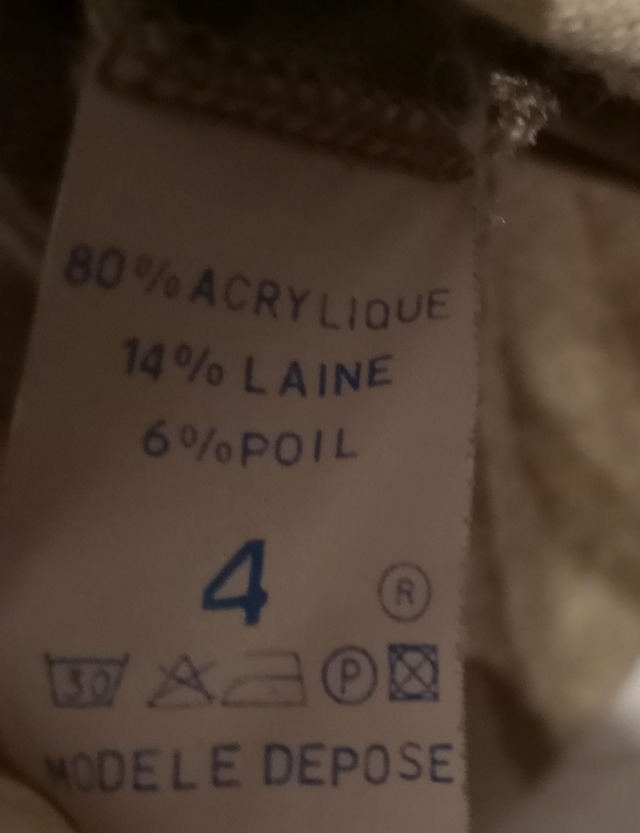 80% ACRYLIQUE
14% LAINE
6% POIL
4
®
30 P
MODELE DEPOSE